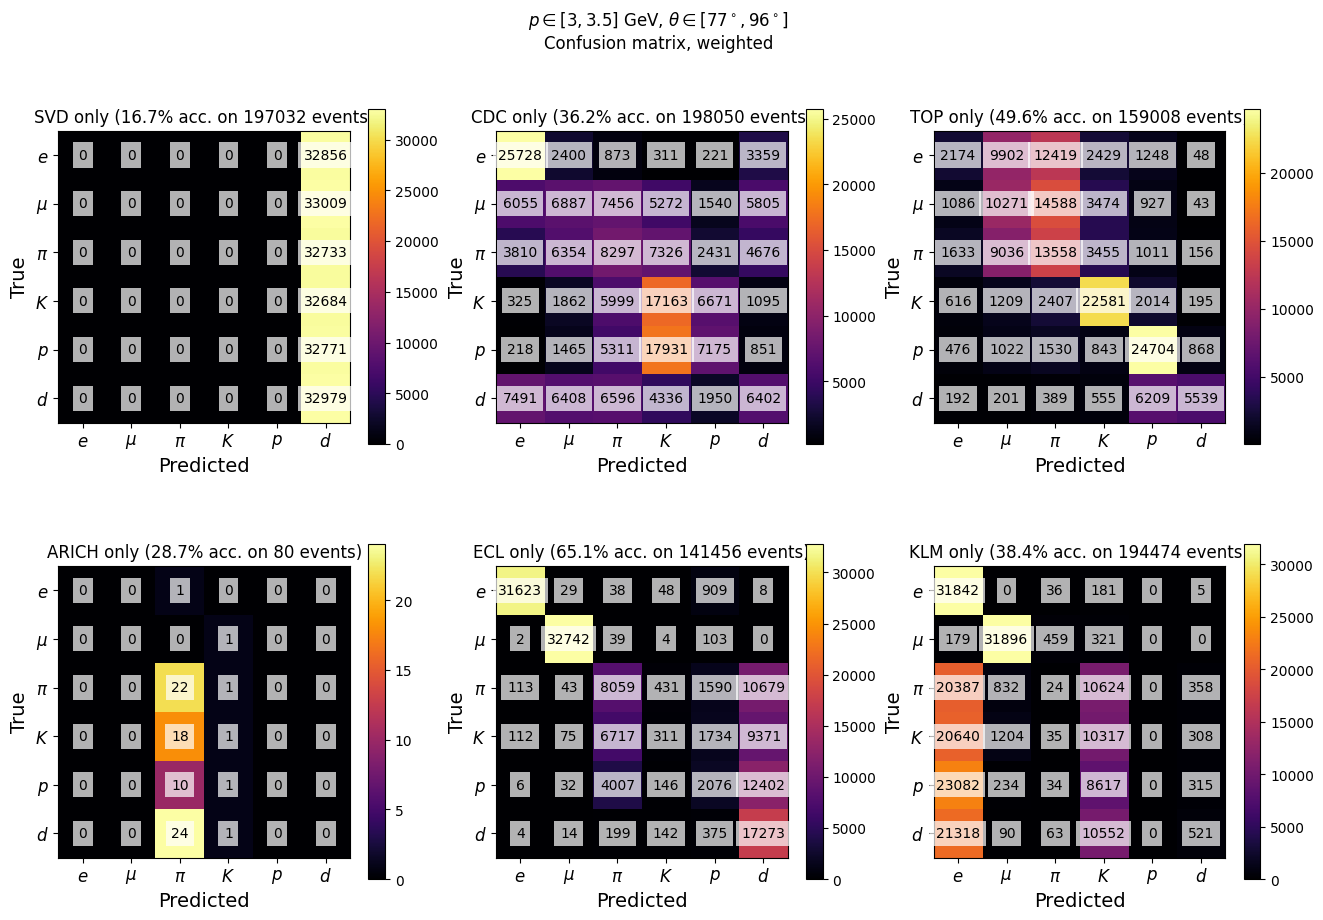 p ∈ [3, 3.5] GeV, θ ∈ [77°, 96°]
Confusion matrix, weighted
SVD only (16.7% acc. on 197032 events
True
e 0 0 0 0 0 32856
μ 0 0 0 0 0 33009
π 0 0 0 0 0 32733
K 0 0 0 0 0 32684
p 0 0 0 0 0 32771
d 0 0 0 0 0 32979
e μ π K p d
Predicted
30000
25000
20000
15000
10000
5000
0
CDC only (36.2% acc. on 198050 events
True
e 25728 2400 873 311 221 3359
μ 6055 6887 7456 5272 1540 5805
π 3810 6354 8297 7326 2431 4676
K 325 1862 5999 17163 6671 1095
p 218 1465 5311 17931 7175 851
d 7491 6408 6596 4336 1950 6402
e μ π K p d
Predicted
25000
20000
15000
10000
5000
TOP only (49.6% acc. on 159008 events
True
e 2174 9902 12419 2429 1248 48
μ 1086 10271 14588 3474 927 43
π 1633 9036 13558 3455 1011 156
K 616 1209 2407 22581 2014 195
p 476 1022 1530 843 24704 868
d 192 201 389 555 6209 5539
e μ π K p d
Predicted
20000
15000
10000
5000
ARICH only (28.7% acc. on 80 events)
True
e 0 0 1 0 0 0
μ 0 0 0 1 0 0
π 0 0 22 1 0 0
K 0 0 18 1 0 0
p 0 0 10 1 0 0
d 0 0 24 1 0 0
e μ π K p d
Predicted
20
15
10
5
0
ECL only (65.1% acc. on 141456 events)
True
e 31623 29 38 48 909 8
μ 2 32742 39 4 103 0
π 113 43 8059 431 1590 10679
K 112 75 6717 311 1734 9371
p 6 32 4007 146 2076 12402
d 4 14 199 142 375 17273
e μ π K p d
Predicted
30000
25000
20000
15000
10000
5000
0
KLM only (38.4% acc. on 194474 events
True
e 31842 0 36 181 0 5
μ 179 31896 459 321 0 0
π 20387 832 24 10624 0 358
K 20640 1204 35 10317 0 308
p 23082 234 34 8617 0 315
d 21318 90 63 10552 0 521
e μ π K p d
Predicted
30000
25000
20000
15000
10000
5000
0